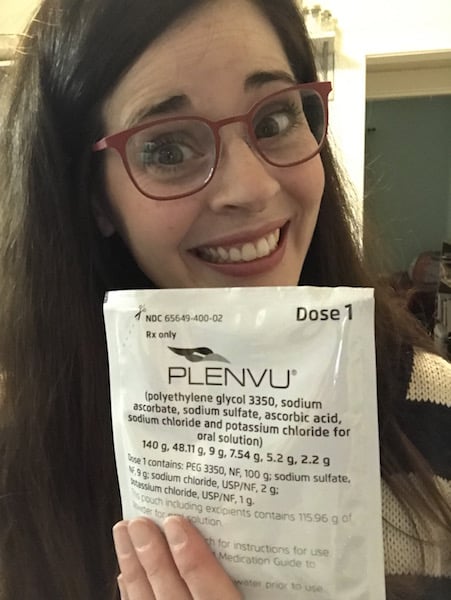 NDC 65649-400-02
Dose 1
Rx only
PLENVU®
(polyethylene glycol 3350, sodium
ascorbate, sodium sulfate, ascorbic acid,
sodium chloride and potassium chloride for
oral solution)
140 g, 48.11 g, 9 g, 7.54 g, 5.2 g, 2.2 g
Dose 1 contains: PEG 3350, NF, 100 g; sodium sulfate,
NF, 9 g; sodium chloride, USP/NF, 2 g;
potassium chloride, USP/NF, 1 g.
pouch including excipients contains 115.96 g of
for oral solution.
for instructions for use
Medication Guide to
water prior to use.